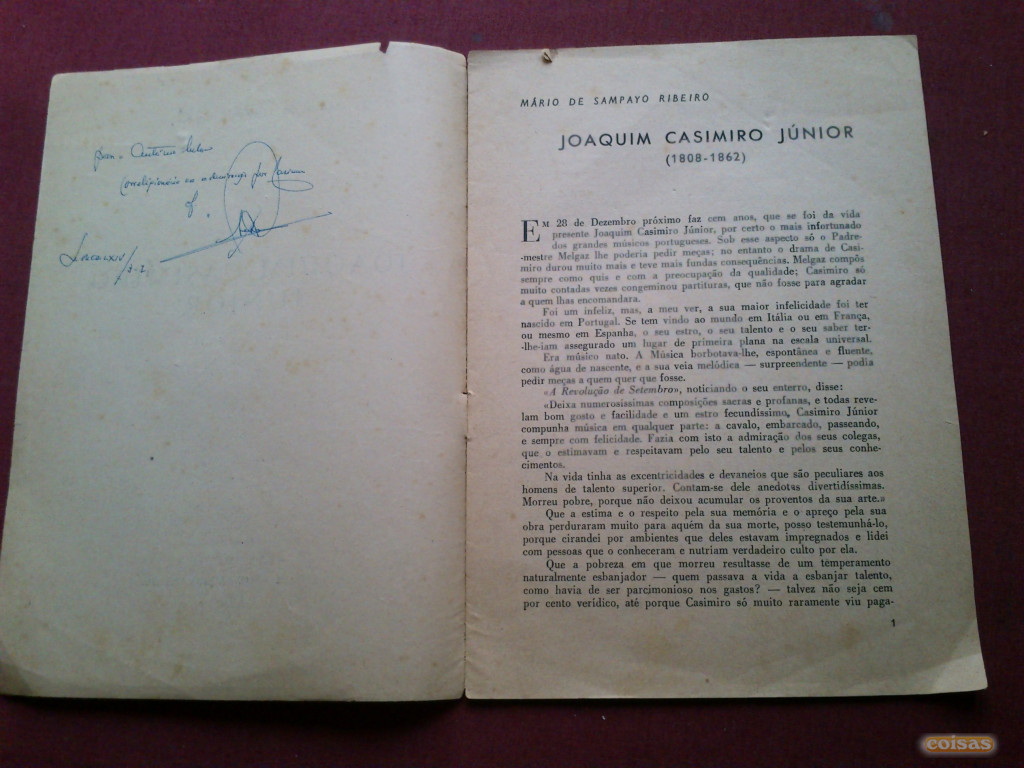 Para o António
correligionário na admiração por Casimiro
of.
MÁRIO DE SAMPAYO RIBEIRO
JOAQUIM CASIMIRO JÚNIOR
(1808-1862)
EM 28 de Dezembro próximo faz cem anos, que se foi da vida
presente Joaquim Casimiro Júnior, por certo o mais infortunado
dos grandes músicos portugueses. Sob esse aspecto só o Padre-
-mestre Melgaz lhe poderia pedir meças; no entanto o drama de Casi-
miro durou muito mais e teve mais fundas consequências. Melgaz compôs
sempre como quis e com a preocupação da qualidade; Casimiro só
muito contadas vezes congeminou partituras, que não fosse para agradar
a quem lhas encomandara.
Foi um infeliz, mas, a meu ver, a sua maior infelicidade foi ter
nascido em Portugal. Se tem vindo ao mundo em Itália ou em França,
ou mesmo em Espanha, o seu estro, o seu talento e o seu saber ter-
-lhe-iam assegurado um lugar de primeira plana na escala universal.
Era músico nato. A Música borbotava-lhe, espontânea e fluente,
como água de nascente, e a sua veia melódica — surpreendente — podia
pedir meças a quem quer que fosse.
«A Revolução de Setembro», noticiando o seu enterro, disse:
«Deixa numerosíssimas composições sacras e profanas, e todas reve-
lam bom gosto e facilidade e um estro fecundíssimo, Casimiro Júnior
compunha música em qualquer parte: a cavalo, embarcado, passeando,
e sempre com felicidade. Fazia com isto a admiração dos seus colegas,
que o estimavam e respeitavam pelo seu talento e pelos seus conhe-
cimentos.
Na vida tinha as excentricidades e devaneios que são peculiares aos
homens de talento superior. Contam-se dele anedotas divertidíssimas.
Morreu pobre, porque não deixou acumular os proventos da sua arte.»
Que a estima e o respeito pela sua memória e o apreço pela sua
obra perduraram muito para aquém da sua morte, posso testemunhá-lo,
porque cirandei por ambientes que deles estavam impregnados e lidei
com pessoas que o conheceram e nutriam verdadeiro culto por ela.
Que a pobreza em que morreu resultasse de um temperamento
naturalmente esbanjador — quem passava a vida a esbanjar talento,
como havia de ser parcimonioso nos gastos? — talvez não seja cem
por cento verídico, até porque Casimiro só muito raramente viu paga-
1
coisas